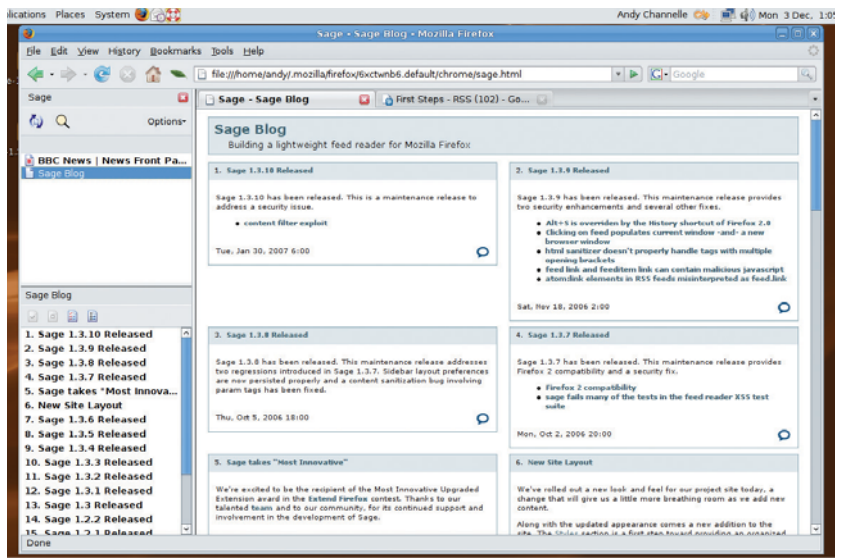 lications Places System Andy Channelle Mon 3 Dec, 1:05
Sage - Sage Blog - Mozilla Firefox
File Edit View History Bookmarks Tools Help
file:///home/andy/.mozilla/firefox/6xctwnb6.default/chrome/sage.html
G Google
Sage
Sage - Sage Blog
First Steps - RSS (102) - Go...
Options
BBC News | News Front Pa...
Sage Blog
Sage Blog
1. Sage 1.3.10 Released
2. Sage 1.3.9 Released
3. Sage 1.3.8 Released
4. Sage 1.3.7 Released
5. Sage takes "Most Innova...
6. New Site Layout
7. Sage 1.3.6 Released
8. Sage 1.3.5 Released
9. Sage 1.3.4 Released
10. Sage 1.3.3 Released
11. Sage 1.3.2 Released
12. Sage 1.3.1 Released
13. Sage 1.3 Released
14. Sage 1.2.2 Released
15. Sage 1.2.1 Released
Sage Blog
Building a lightweight feed reader for Mozilla Firefox
1. Sage 1.3.10 Released
Sage 1.3.10 has been released. This is a maintenance release to
address a security issue.
content filter exploit
Tue, Jan 30, 2007 6:00
2. Sage 1.3.9 Released
Sage 1.3.9 has been released. This maintenance release provides
two security enhancements and several other fixes.
Alt+S is overriden by the History shortcut of Firefox 2.0
Clicking on feed populates current window -and- a new
browser window
html sanitizer doesn't properly handle tags with multiple
opening brackets
feed link and feeditem link can contain malicious javascript
atom:link elements in RSS feeds misinterpreted as feed.link
Sat, Nov 18, 2006 2:00
3. Sage 1.3.8 Released
Sage 1.3.8 has been released. This maintenance release addresses
two regressions introduced in Sage 1.3.7. Sidebar layout preferences
are now persisted properly and a content sanitization bug involving
param tags has been fixed.
Thu, Oct 5, 2006 18:00
4. Sage 1.3.7 Released
Sage 1.3.7 has been released. This maintenance release provides
Firefox 2 compatibility and a security fix.
Firefox 2 compatibility
sage fails many of the tests in the feed reader XSS test
suite
Mon, Oct 2, 2006 20:00
5. Sage takes "Most Innovative"
We're excited to be the recipient of the Most Innovative Upgraded
Extension award in the Extend Firefox contest. Thanks to our
talented team and to our community, for its continued support and
involvement in the development of Sage.
6. New Site Layout
We've rolled out a new look and feel for our project site today, a
change that will give us a little more breathing room as we add new
content.
Along with the updated appearance comes a new addition to the
site. The Styles section is a first step toward providing an organized
Done